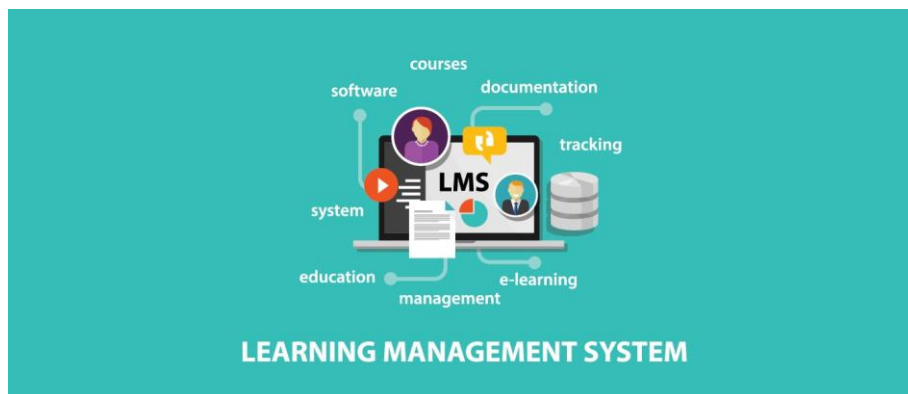 courses
software
documentation
tracking
LMS
system
education
e-learning
management
LEARNING MANAGEMENT SYSTEM